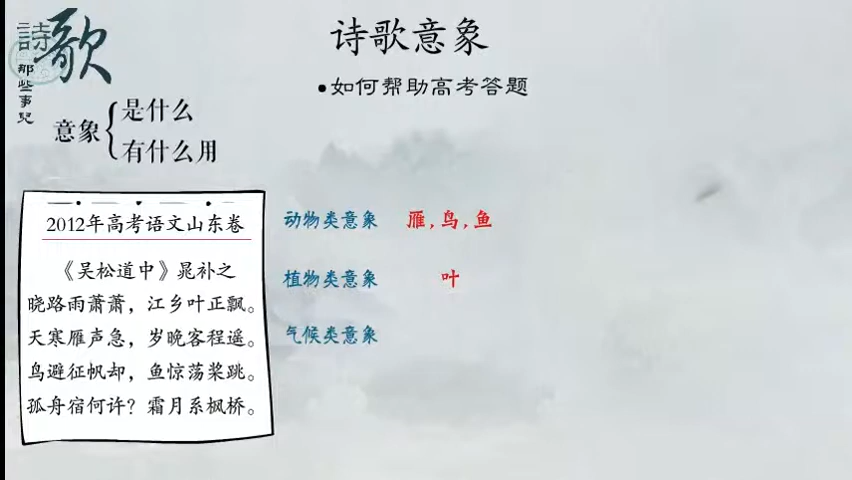 詩歌
那些事兒
诗歌意象
•如何帮助高考答题
意象
是什么
有什么用
2012年高考语文山东卷
《吴松道中》晁补之
晓路雨萧萧，江乡叶正飘。
天寒雁声急，岁晚客程遥。
鸟避征帆却，鱼惊荡桨跳。
孤舟宿何许？霜月系枫桥。
动物类意象 雁，鸟，鱼
植物类意象 叶
气候类意象